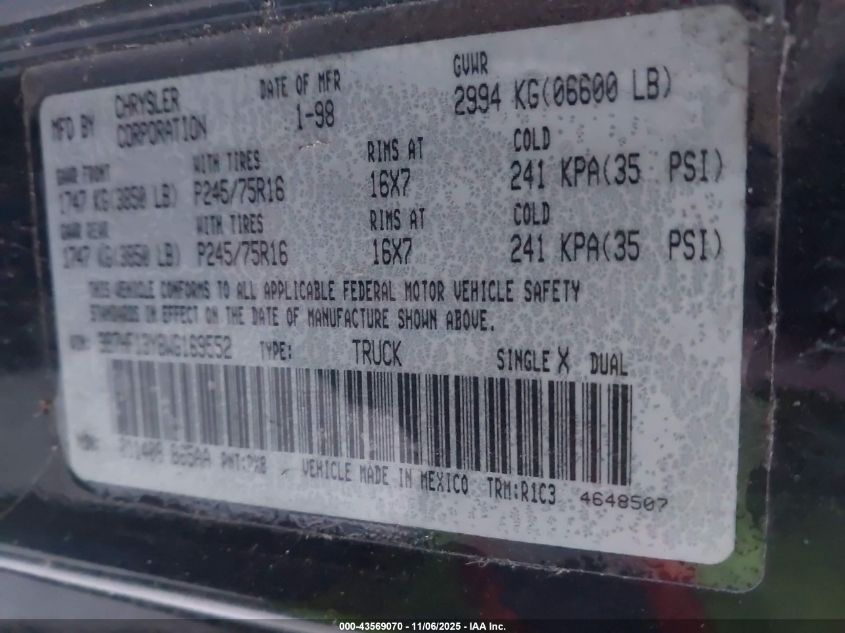 MFD BY CHRYSLER CORPORATION DATE OF MFR 1-98 GVWR 2994 KG(06600 LB)
GAWR FRONT WITH TIRES RIMS AT COLD
1747 KG(3850 LB) P245/75R16 16X7 241 KPA(35 PSI)
GAWR REAR WITH TIRES RIMS AT COLD
1747 KG(3850 LB) P245/75R16 16X7 241 KPA(35 PSI)
THIS VEHICLE CONFORMS TO ALL APPLICABLE FEDERAL MOTOR VEHICLE SAFETY
STANDARDS IN EFFECT ON THE DATE OF MANUFACTURE SHOWN ABOVE.
VIN: TYPE: TRUCK SINGLE X DUAL
VEHICLE MADE IN MEXICO TRM:R1C3 4648507
000-43569070 - 11/06/2025 - IAA Inc.